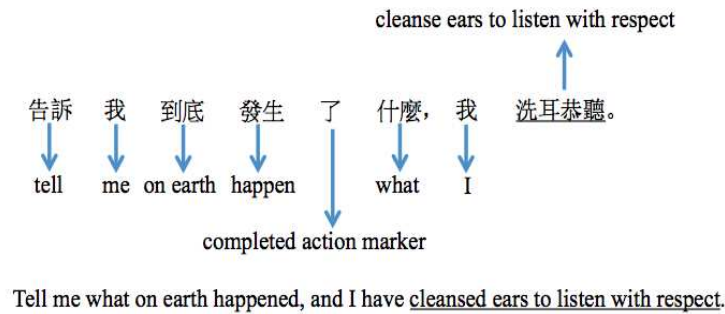 cleanse ears to listen with respect
告訴 我 到底 發生 了 什麼, 我 洗耳恭聽。
tell me on earth happen what I
completed action marker
Tell me what on earth happened, and I have cleansed ears to listen with respect.